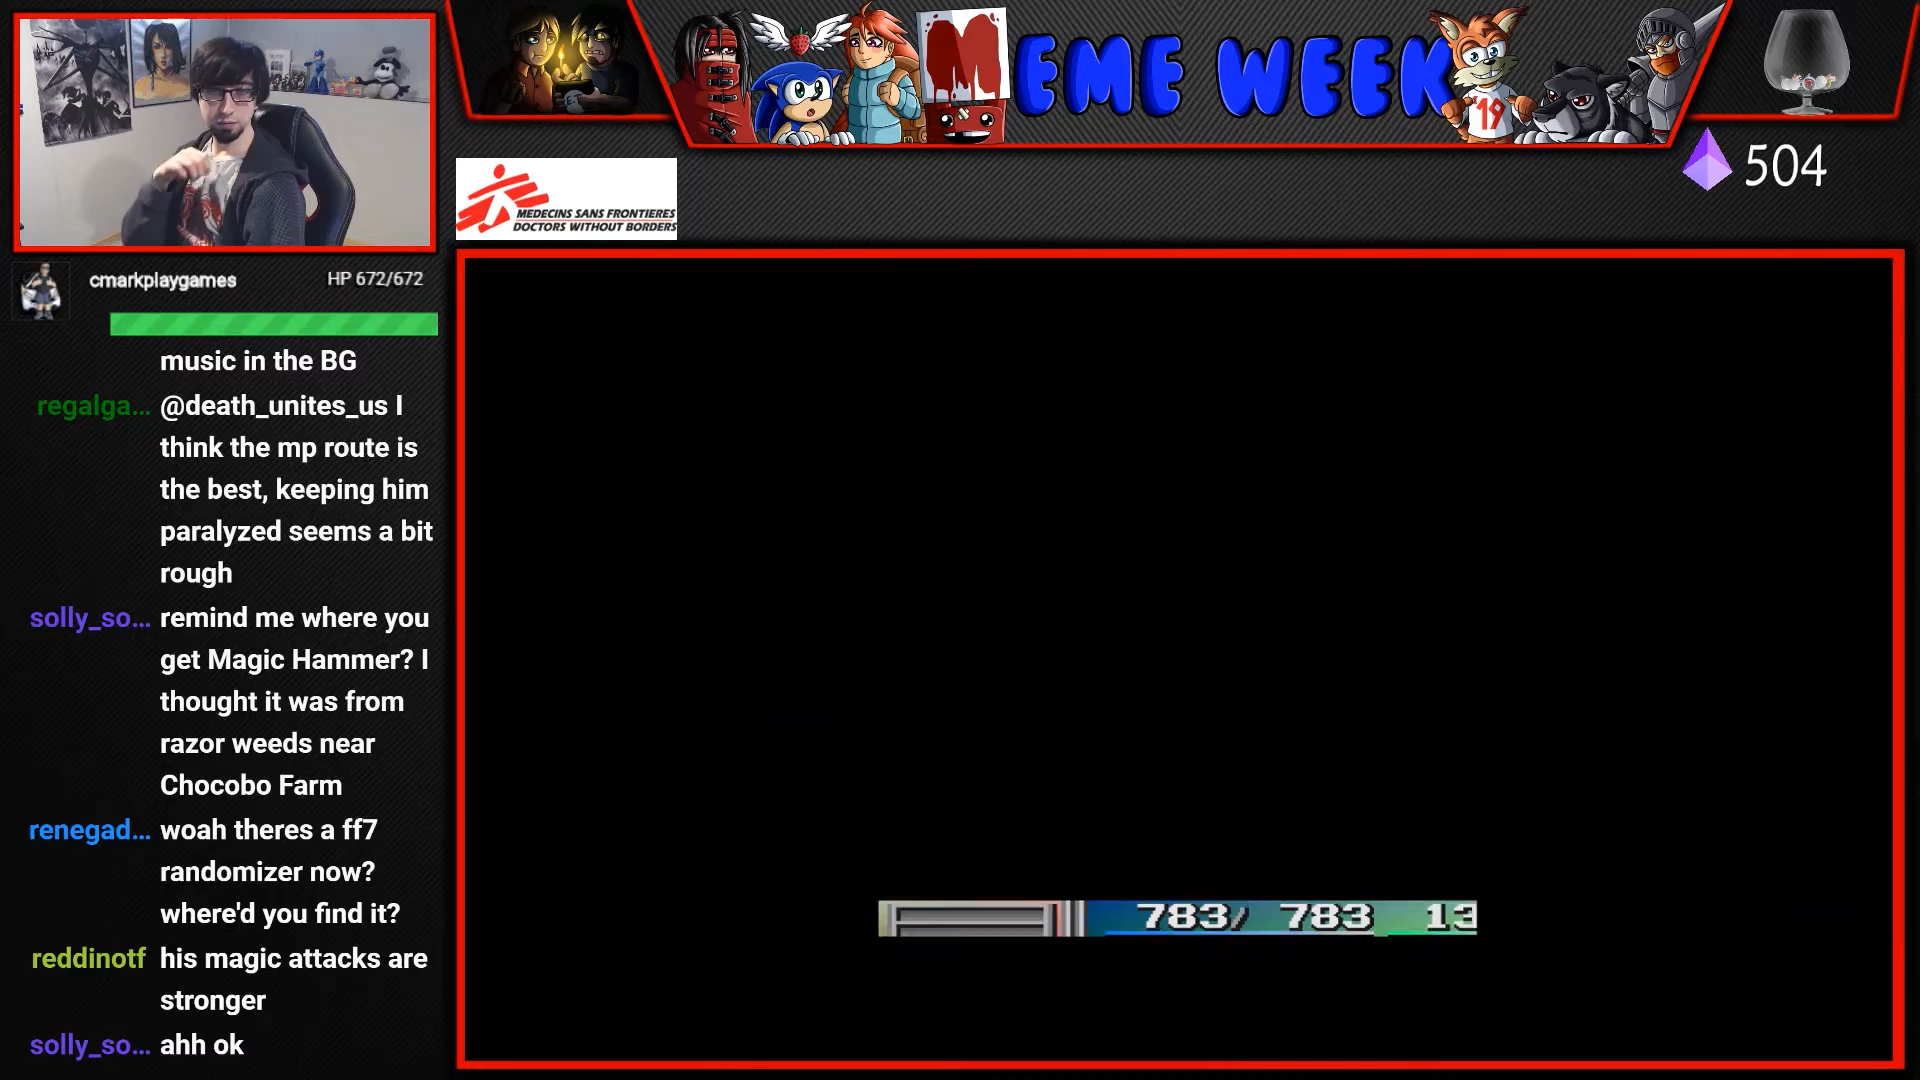 MEME WEEK
'19
E.T.
504
MEDECINS SANS FRONTIERES
DOCTORS WITHOUT BORDERS
cmarkplaygames HP 672/672
music in the BG
regalga... @death_unites_us I
think the mp route is
the best, keeping him
paralyzed seems a bit
rough
solly_so... remind me where you
get Magic Hammer? I
thought it was from
razor weeds near
Chocobo Farm
renegad... woah theres a ff7
randomizer now?
where'd you find it?
reddinotf his magic attacks are
stronger
solly_so... ahh ok
783/ 783 13